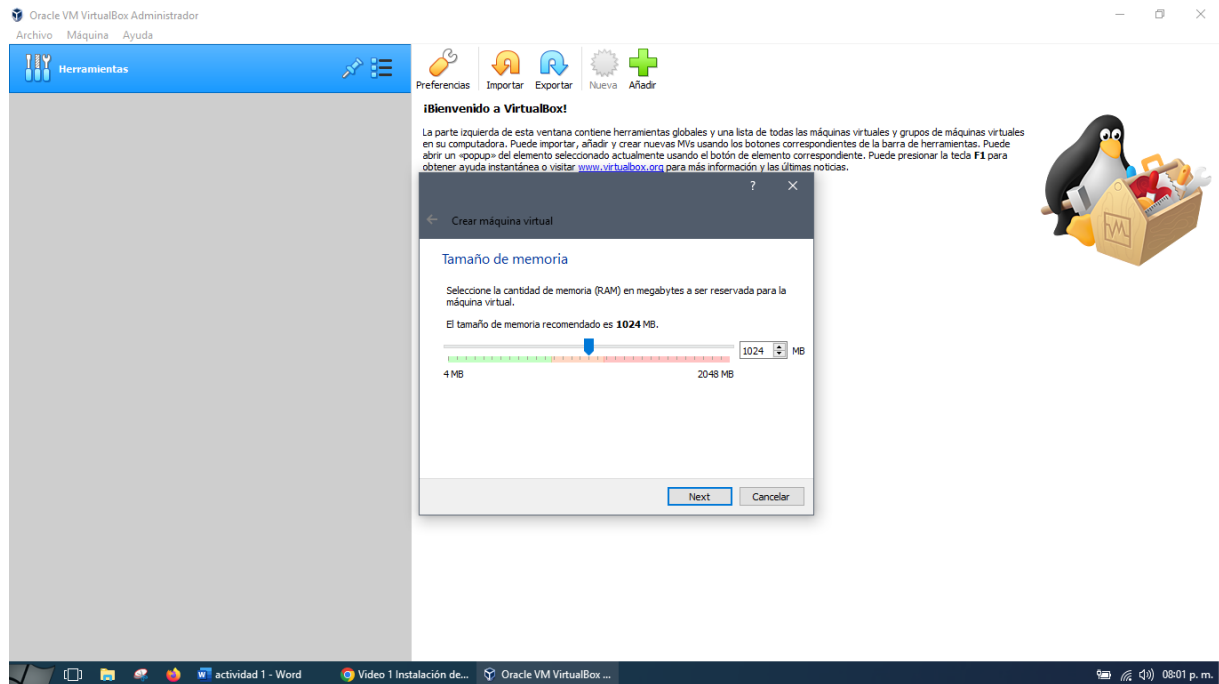 Oracle VM VirtualBox Administrador
Archivo Máquina Ayuda
Herramientas
Preferencias Importar Exportar Nueva Añadir
¡Bienvenido a VirtualBox!
La parte izquierda de esta ventana contiene herramientas globales y una lista de todas las máquinas virtuales y grupos de máquinas virtuales
en su computadora. Puede importar, añadir y crear nuevas MVs usando los botones correspondientes de la barra de herramientas. Puede
abrir un «popup» del elemento seleccionado actualmente usando el botón de elemento correspondiente. Puede presionar la tecla F1 para
obtener ayuda instantánea o visitar www.virtualbox.org para más información y las últimas noticias.
?
Crear máquina virtual
Tamaño de memoria
Seleccione la cantidad de memoria (RAM) en megabytes a ser reservada para la
máquina virtual.
El tamaño de memoria recomendado es 1024 MB.
1024 MB
4 MB 2048 MB
Next Cancelar
actividad 1 - Word Video 1 Instalación de... Oracle VM VirtualBox ... 08:01 p. m.